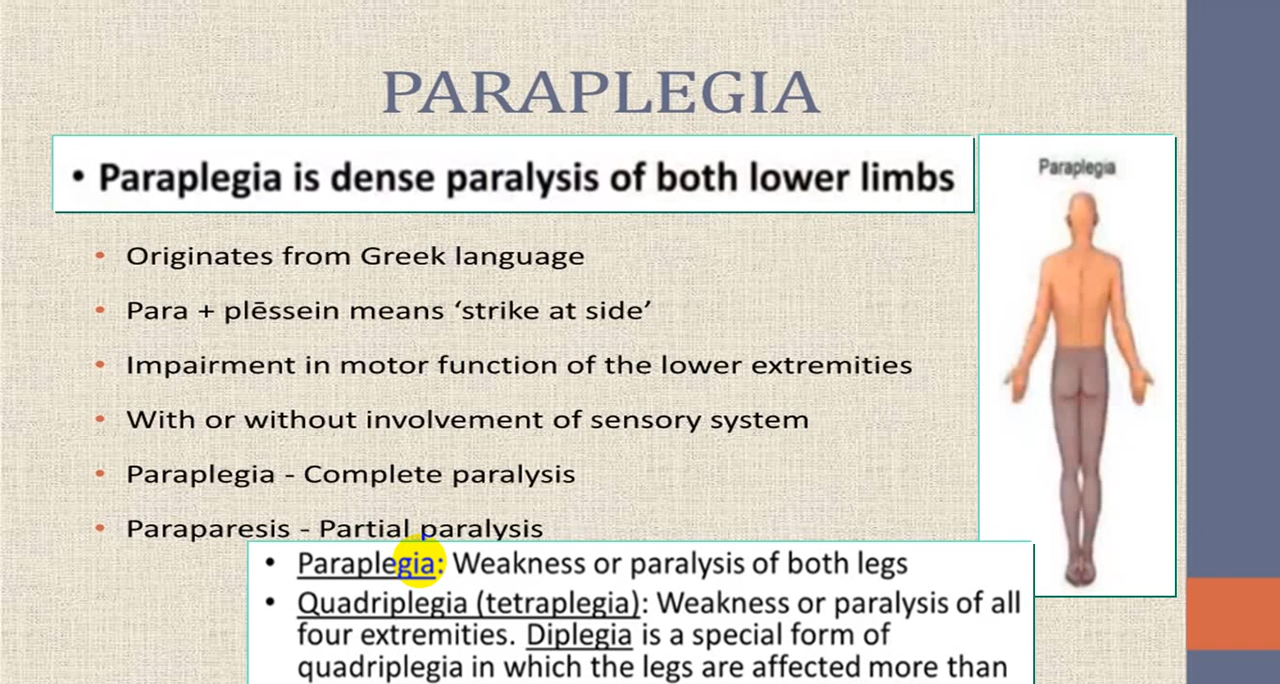 PARAPLEGIA
• Paraplegia is dense paralysis of both lower limbs
Paraplegia
• Originates from Greek language
• Para + plēssein means ‘strike at side’
• Impairment in motor function of the lower extremities
• With or without involvement of sensory system
• Paraplegia - Complete paralysis
• Paraparesis - Partial paralysis
• Paraplegia: Weakness or paralysis of both legs
• Quadriplegia (tetraplegia): Weakness or paralysis of all
four extremities. Diplegia is a special form of
quadriplegia in which the legs are affected more than